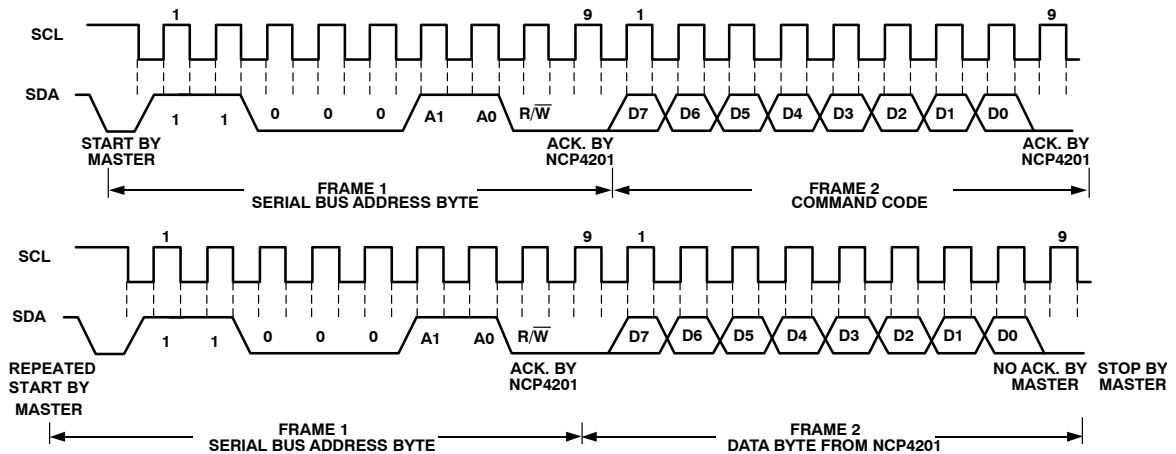 1 9 1 9
SCL
SDA
1 1 0 0 0 A1 A0 R/W̅ D7 D6 D5 D4 D3 D2 D1 D0
START BY MASTER
ACK. BY NCP4201
ACK. BY NCP4201
FRAME 1
SERIAL BUS ADDRESS BYTE
FRAME 2
COMMAND CODE
1 9 1 9
SCL
SDA
1 1 0 0 0 A1 A0 R/W̅ D7 D6 D5 D4 D3 D2 D1 D0
REPEATED START BY MASTER
ACK. BY NCP4201
NO ACK. BY MASTER
STOP BY MASTER
FRAME 1
SERIAL BUS ADDRESS BYTE
FRAME 2
DATA BYTE FROM NCP4201